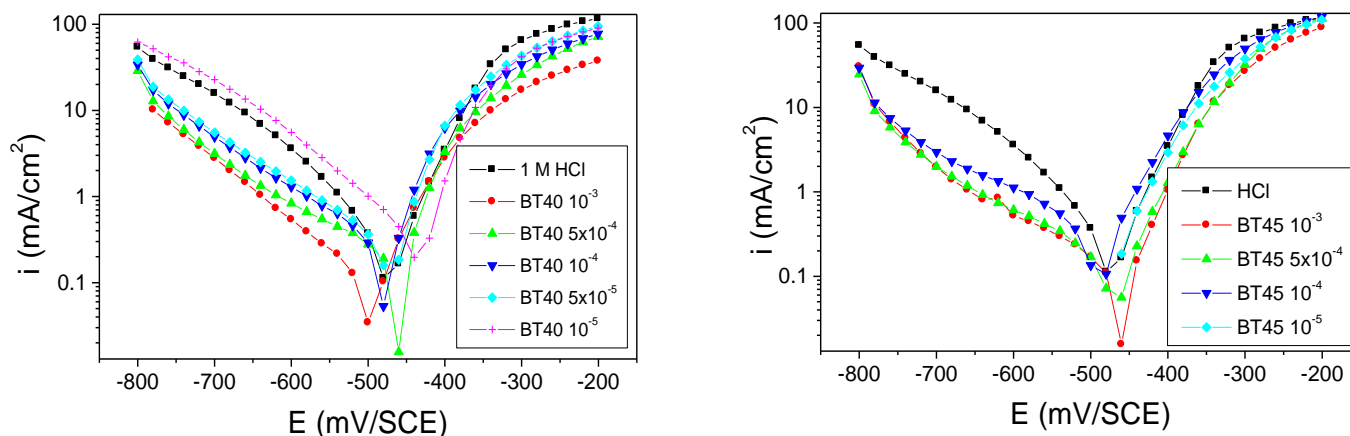 100
10
1
0.1
i (mA/cm²)
1 M HCl
BT40 10⁻³
BT40 5x10⁻⁴
BT40 10⁻⁴
BT40 5x10⁻⁵
BT40 10⁻⁵
-800 -700 -600 -500 -400 -300 -200
E (mV/SCE)
100
10
1
0.1
i (mA/cm²)
HCl
BT45 10⁻³
BT45 5x10⁻⁴
BT45 10⁻⁴
BT45 10⁻⁵
-800 -700 -600 -500 -400 -300 -200
E (mV/SCE)